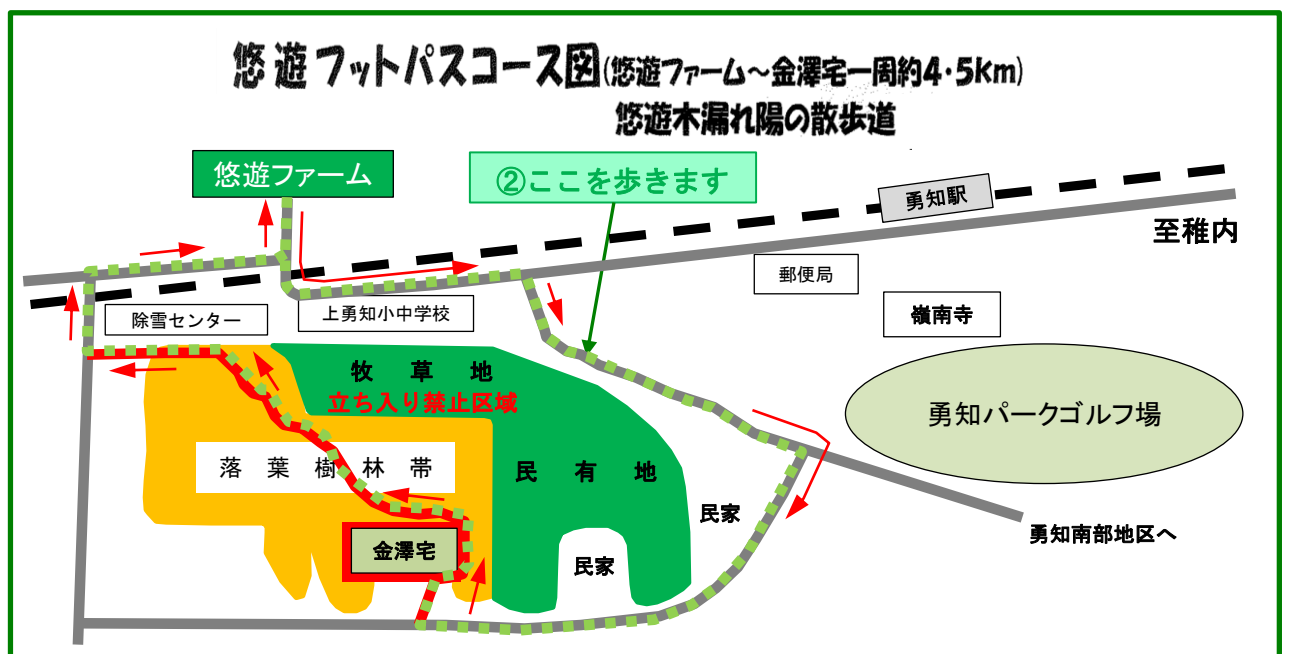 悠遊フットパスコース図(悠遊ファーム～金澤宅一周約4・5km)
悠遊木漏れ陽の散歩道
悠遊ファーム
②ここを歩きます
勇知駅
至稚内
郵便局
除雪センター
上勇知小中学校
嶺南寺
牧草地
立ち入り禁止区域
勇知パークゴルフ場
落葉樹林帯
民有地
民家
勇知南部地区へ
金澤宅
民家